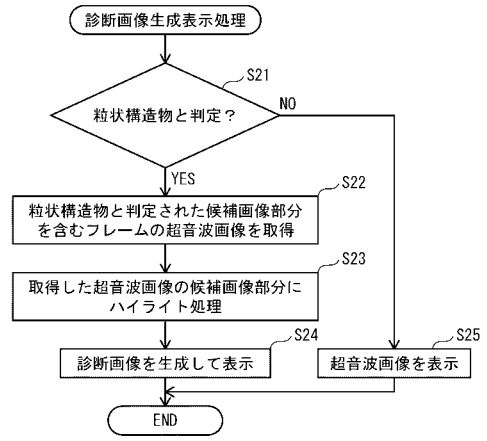 診断画像生成表示処理
S21
粒状構造物と判定？
NO
YES
S22
粒状構造物と判定された候補画像部分
を含むフレームの超音波画像を取得
S23
取得した超音波画像の候補画像部分に
ハイライト処理
S24
診断画像を生成して表示
S25
超音波画像を表示
END